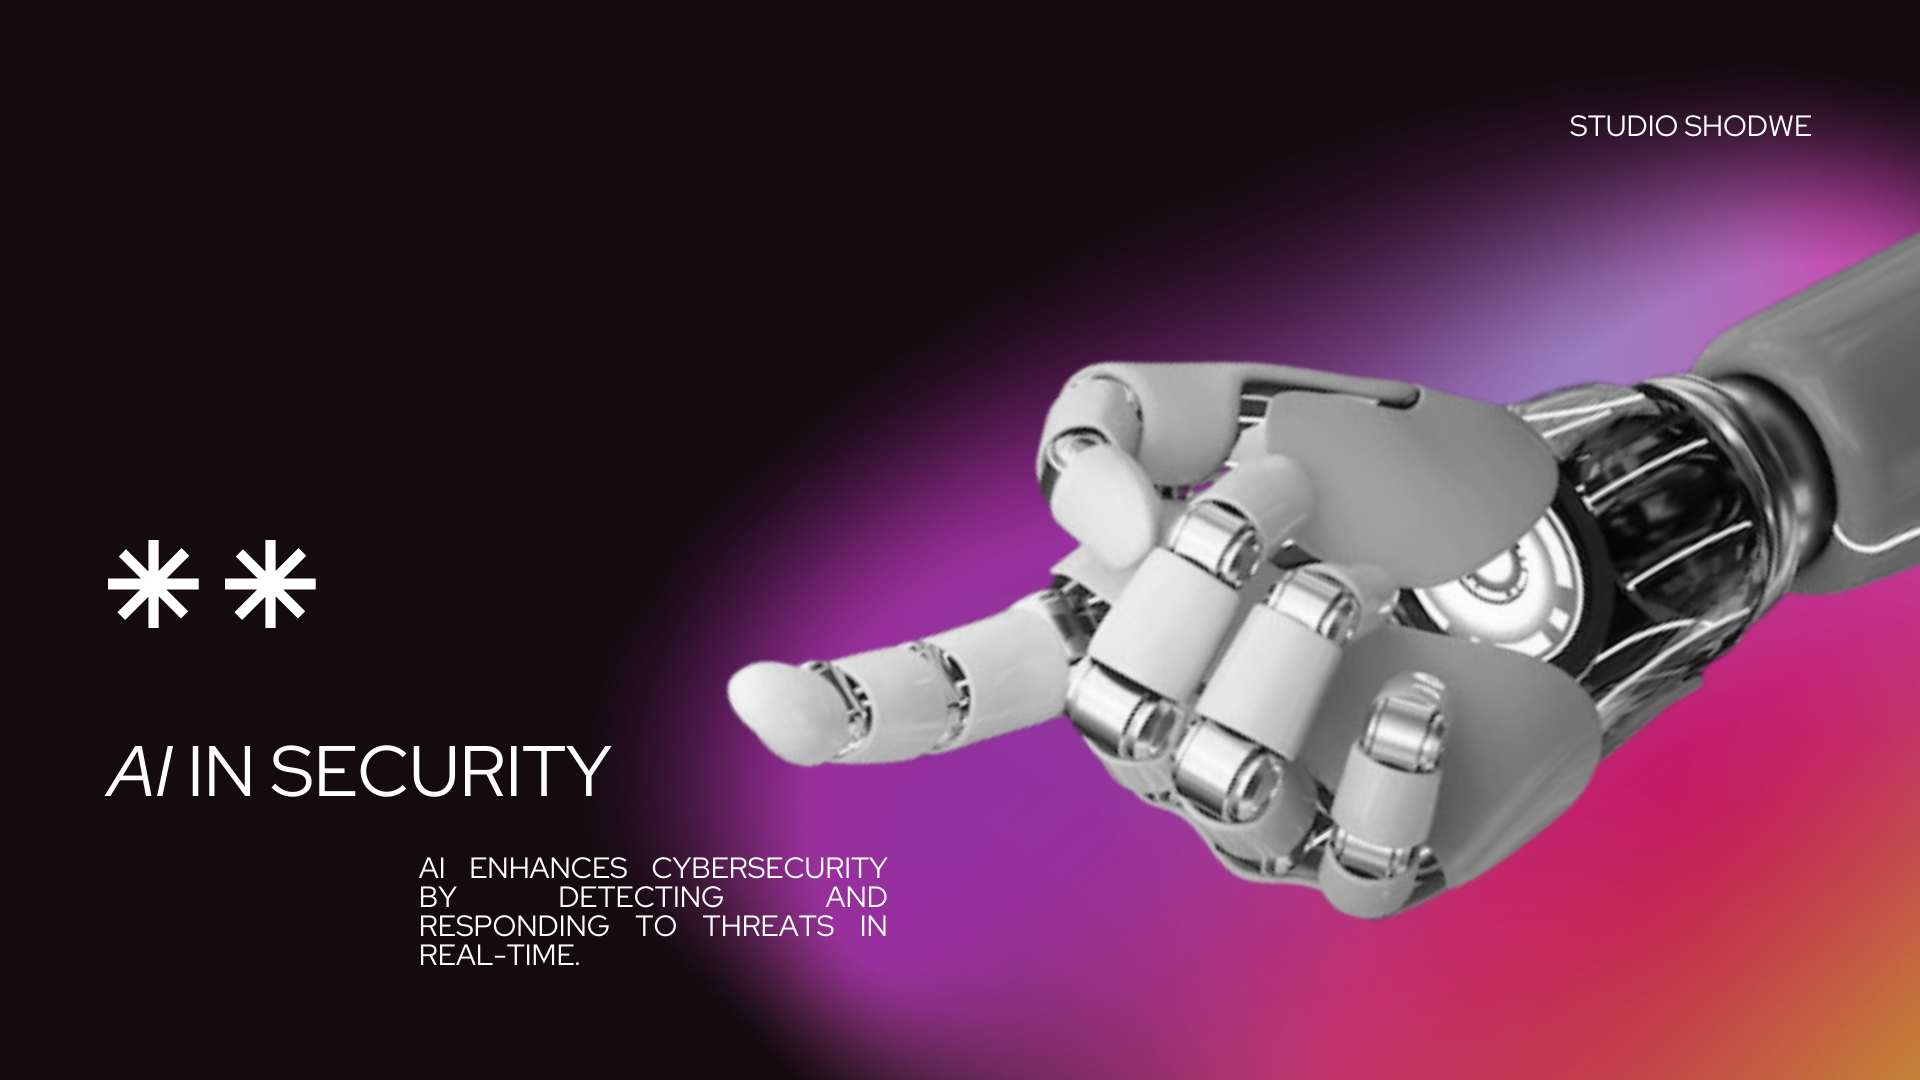 STUDIO SHODWE
AI IN SECURITY
AI ENHANCES CYBERSECURITY
BY DETECTING AND
RESPONDING TO THREATS IN
REAL-TIME.